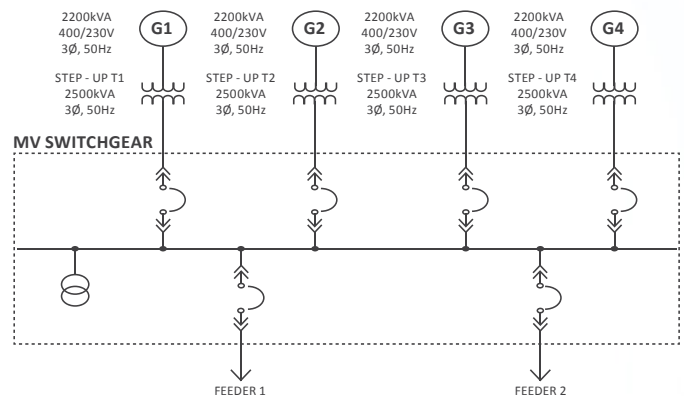 2200kVA
400/230V
3Ø, 50Hz
G1
2200kVA
400/230V
3Ø, 50Hz
G2
2200kVA
400/230V
3Ø, 50Hz
G3
2200kVA
400/230V
3Ø, 50Hz
G4
STEP - UP T1
2500kVA
3Ø, 50Hz
STEP - UP T2
2500kVA
3Ø, 50Hz
STEP - UP T3
2500kVA
3Ø, 50Hz
STEP - UP T4
2500kVA
3Ø, 50Hz
MV SWITCHGEAR
FEEDER 1
FEEDER 2